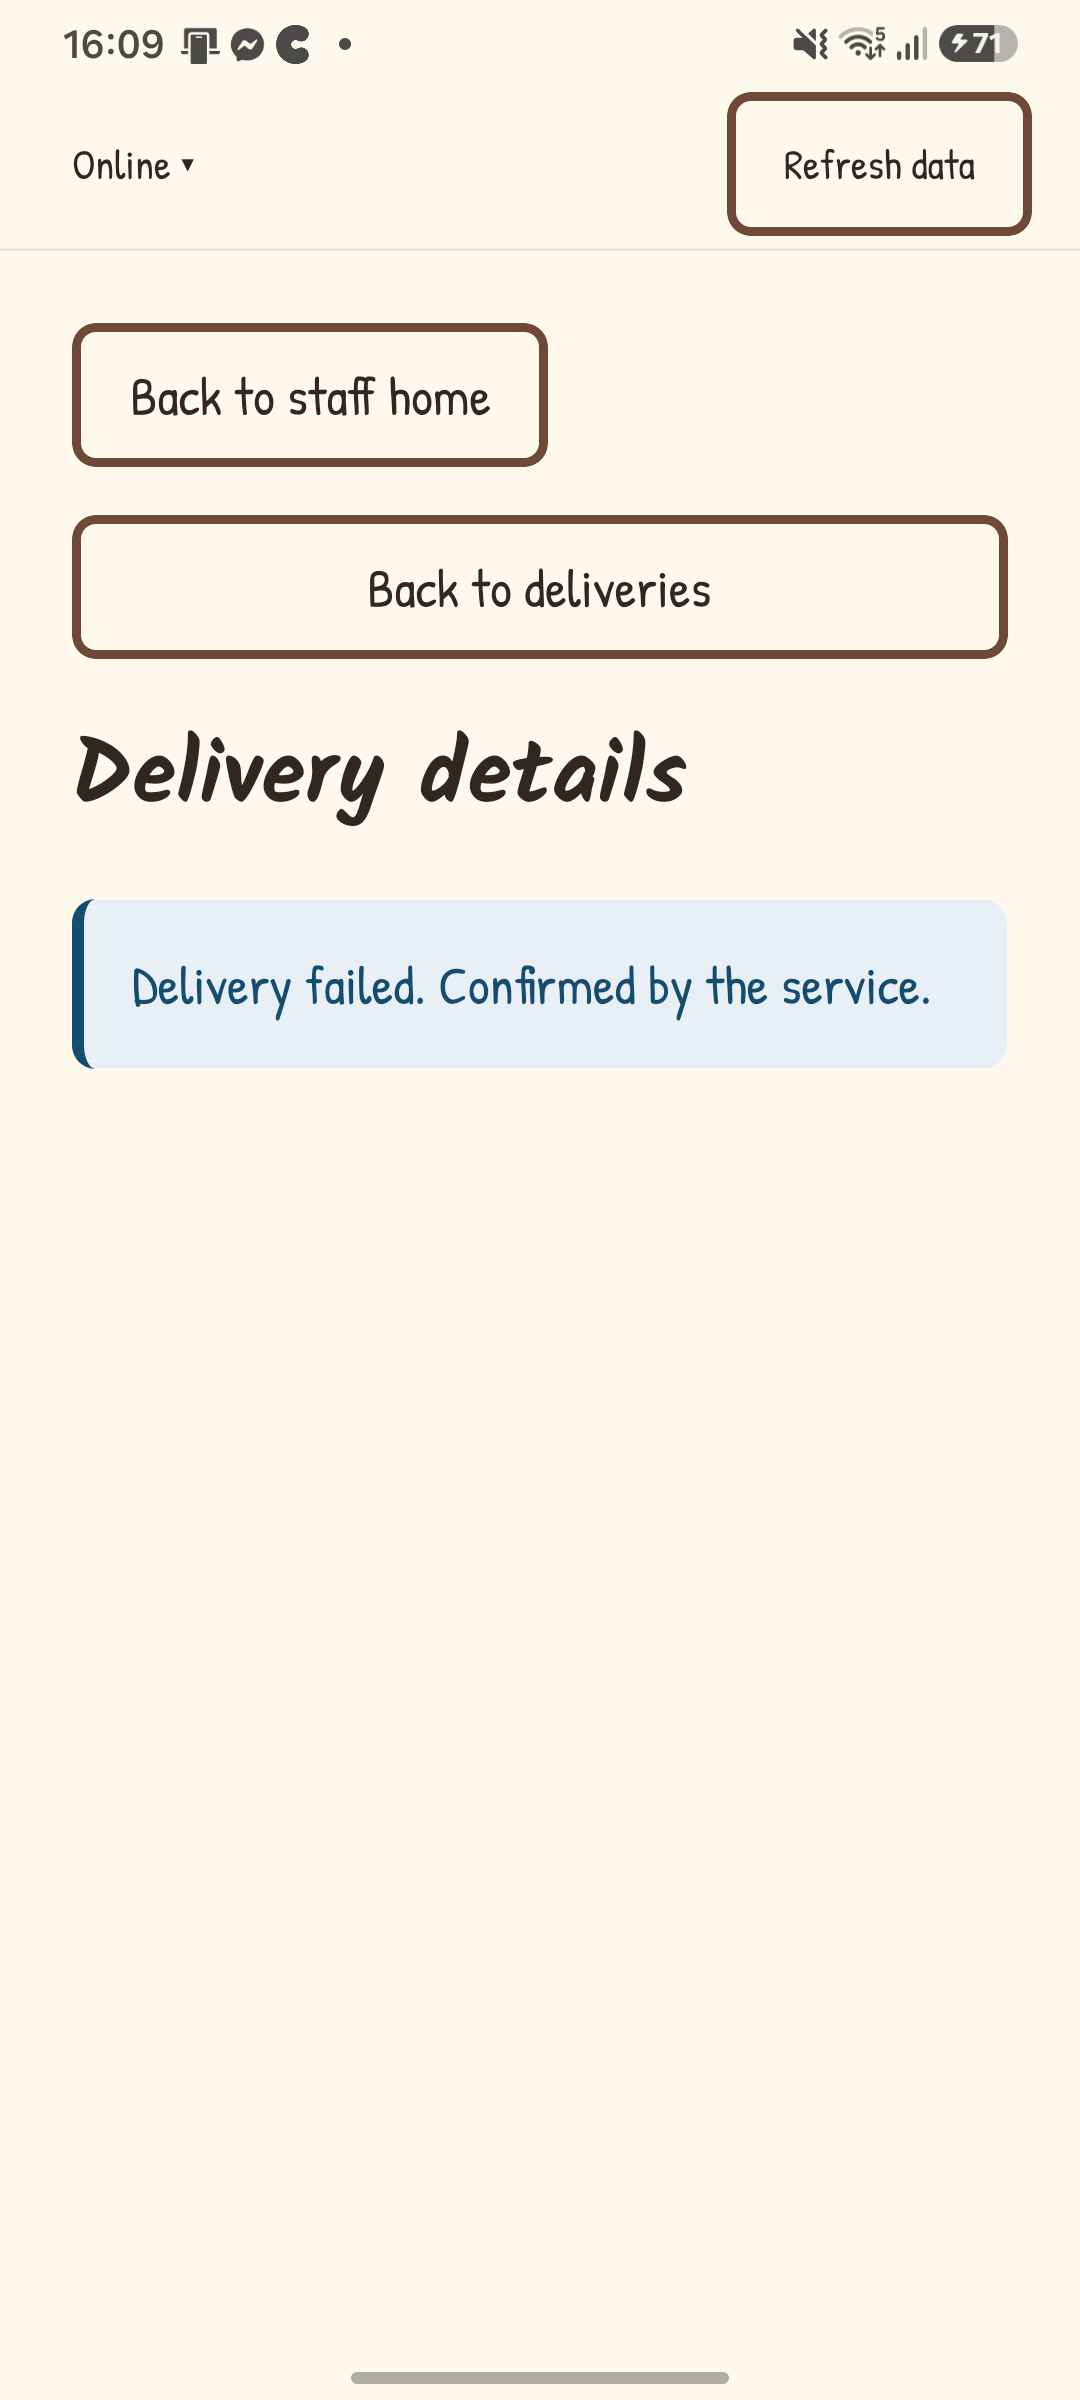 16:09
5
71
Online ▾
Refresh data
Back to staff home
Back to deliveries
Delivery details
Delivery failed. Confirmed by the service.